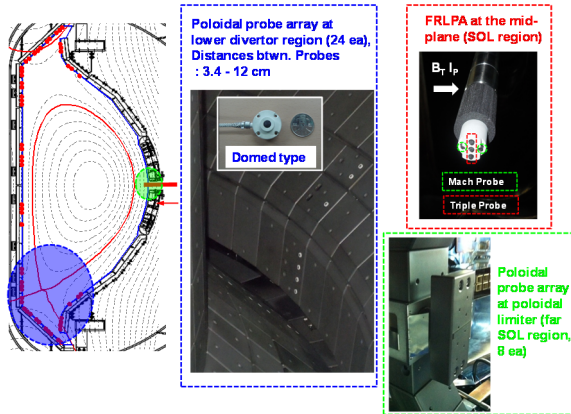 Poloidal probe array at
lower divertor region (24 ea),
Distances btwn. Probes
: 3.4 - 12 cm
Domed type
FRLPA at the mid-
plane (SOL region)
BT IP
Mach Probe
Triple Probe
Poloidal
probe array
at poloidal
limiter (far
SOL region,
8 ea)